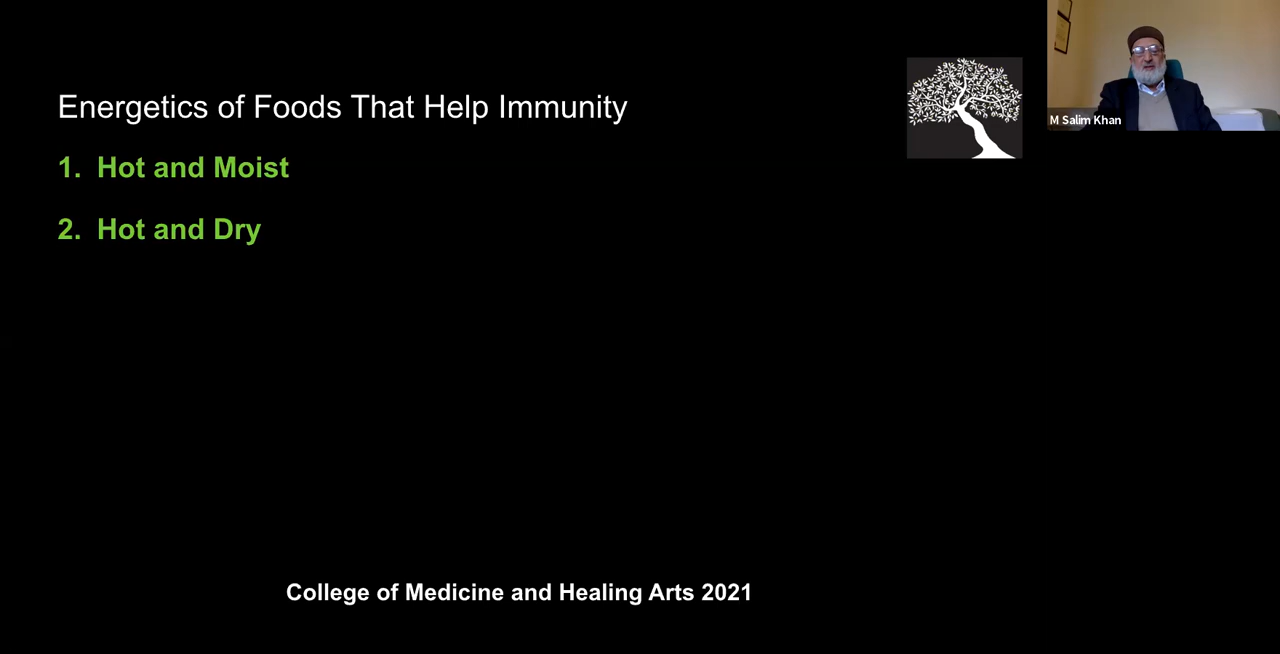 Energetics of Foods That Help Immunity
1. Hot and Moist
2. Hot and Dry
M Salim Khan
College of Medicine and Healing Arts 2021